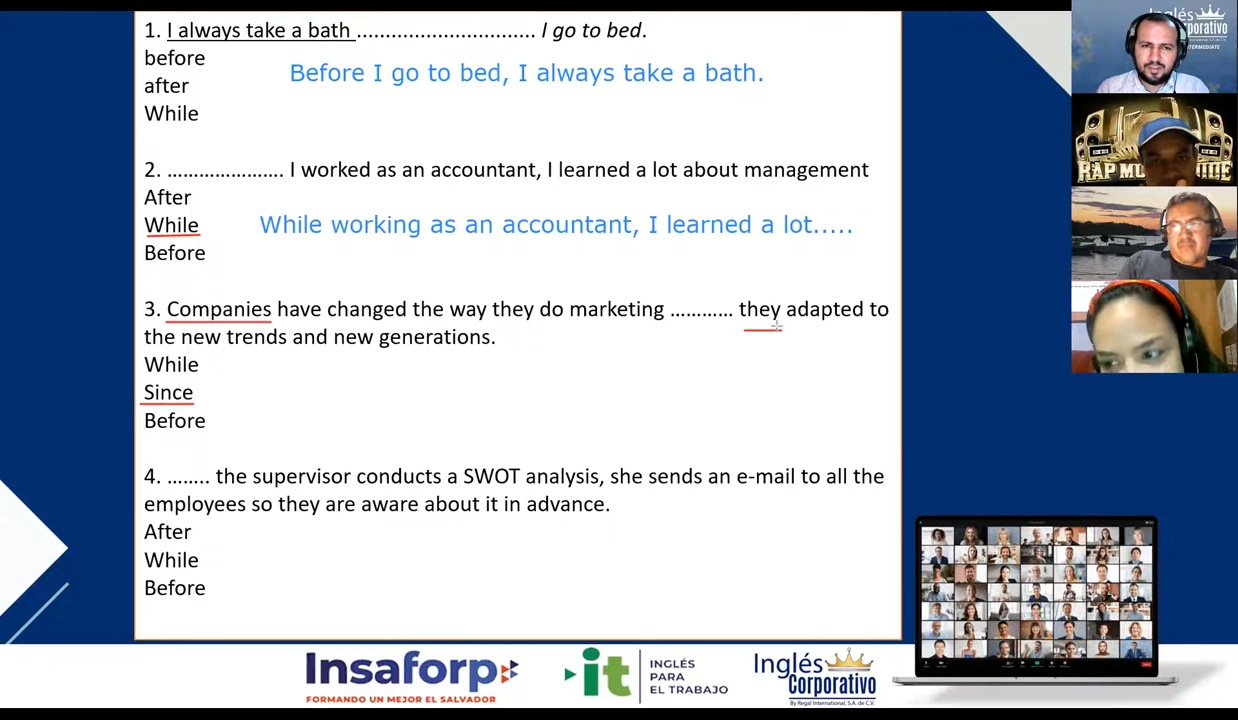 1. I always take a bath ............................... I go to bed.
before
Before I go to bed, I always take a bath.
after
While
2. …………………. I worked as an accountant, I learned a lot about management
After
While
While working as an accountant, I learned a lot.....
Before
3. Companies have changed the way they do marketing ………… they adapted to
the new trends and new generations.
While
Since
Before
4. …….. the supervisor conducts a SWOT analysis, she sends an e-mail to all the
employees so they are aware about it in advance.
After
While
Before
Insaforp
FORMANDO UN MEJOR EL SALVADOR
it
INGLÉS
PARA
EL TRABAJO
Inglés
Corporativo
By Regal International, S.A. de C.V.
Inglés
rporativo
RAP MU